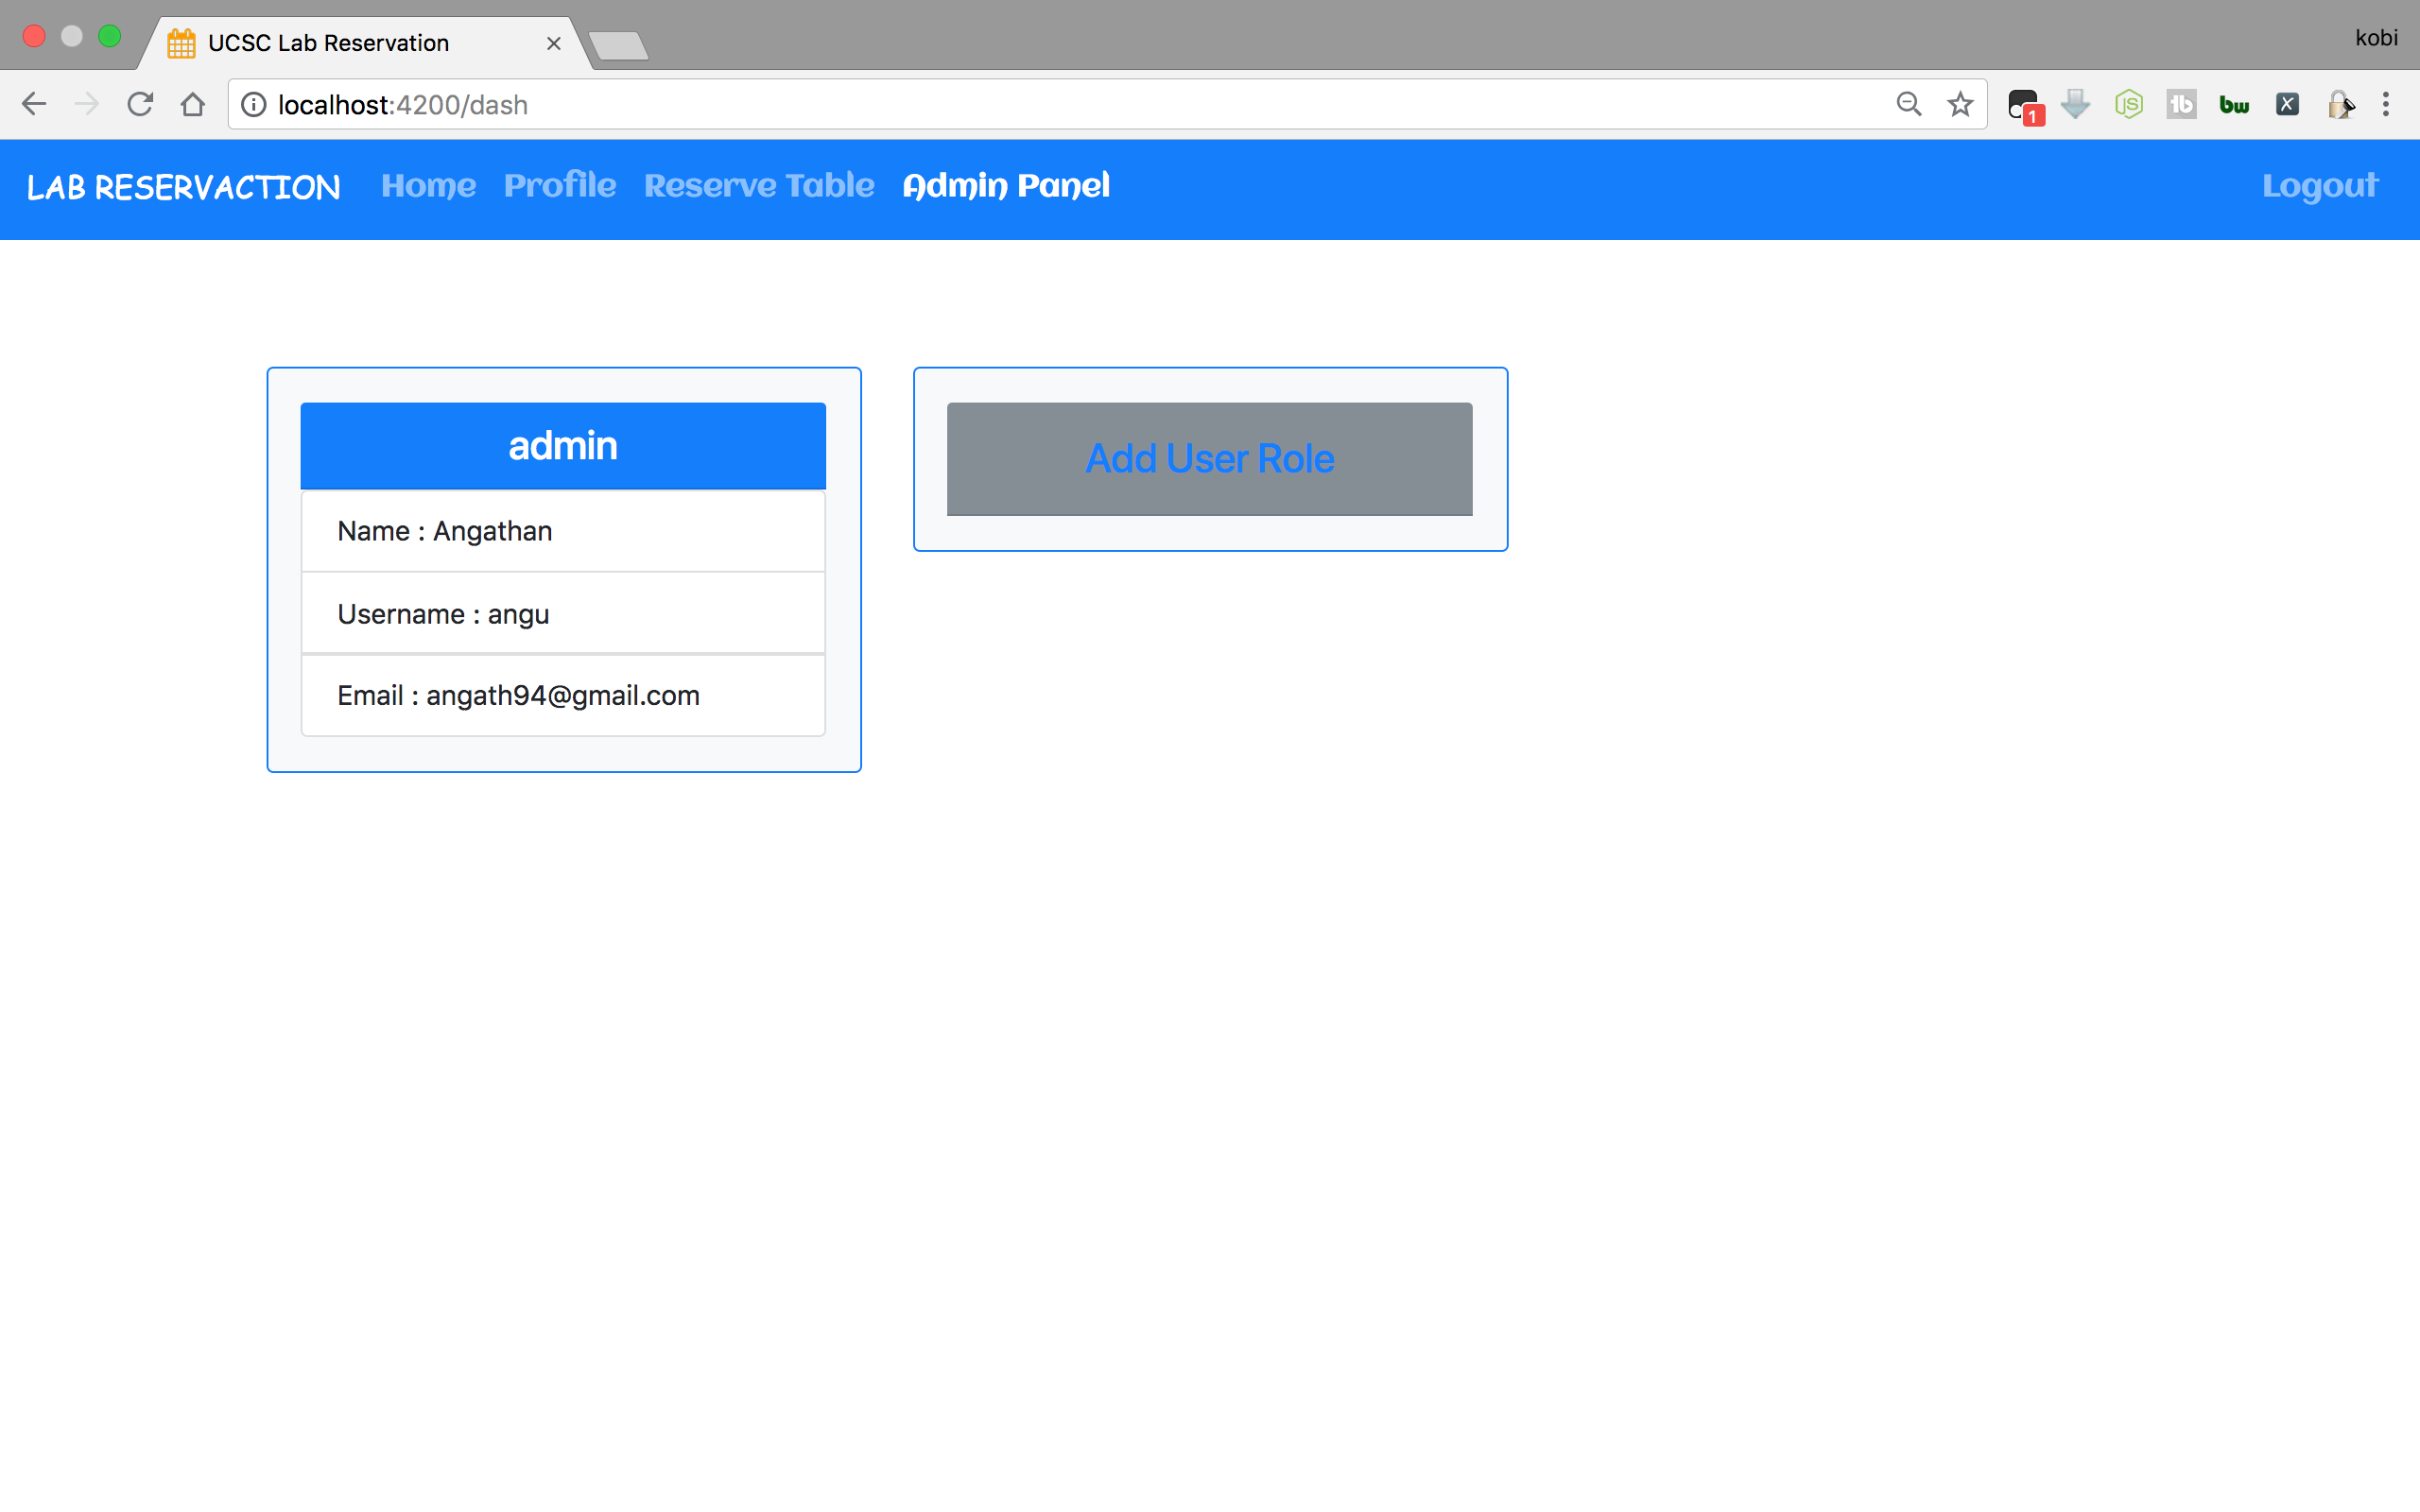 UCSC Lab Reservation
kobi
localhost:4200/dash
1
JS
bw
X
LAB RESERVACTION Home Profile Reserve Table Admin Panel Logout
admin
Add User Role
Name : Angathan
Username : angu
Email : angath94@gmail.com